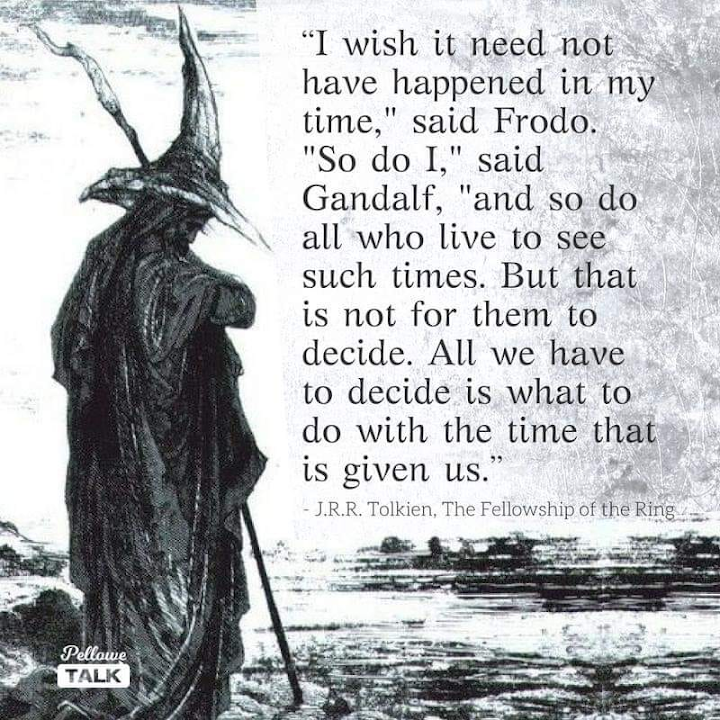 “I wish it need not
have happened in my
time," said Frodo.
"So do I," said
Gandalf, "and so do
all who live to see
such times. But that
is not for them to
decide. All we have
to decide is what to
do with the time that
is given us.”
- J.R.R. Tolkien, The Fellowship of the Ring
Pellowe
TALK